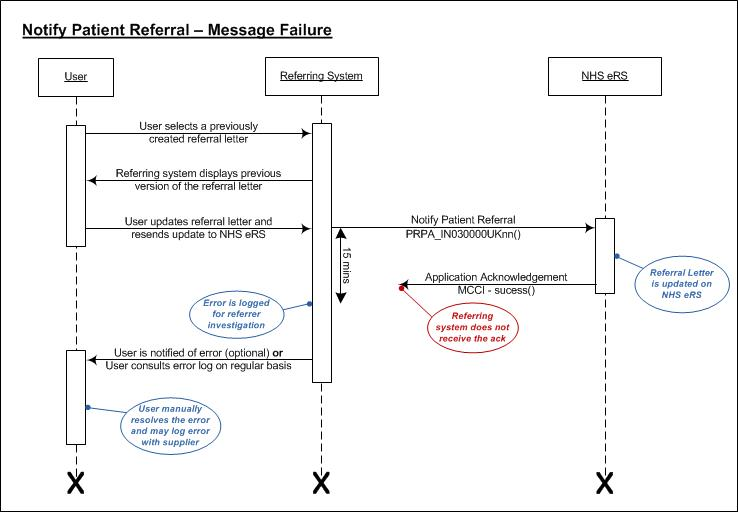 Notify Patient Referral – Message Failure
User
Referring System
NHS eRS
User selects a previously
created referral letter
Referring system displays previous
version of the referral letter
User updates referral letter and
resends update to NHS eRS
Notify Patient Referral
PRPA_IN030000UKnn()
15 mins
Referral Letter
is updated on
NHS eRS
Application Acknowledgement
MCCI - sucess()
Error is logged
for referrer
investigation
Referring
system does not
receive the ack
User is notified of error (optional) or
User consults error log on regular basis
User manually
resolves the error
and may log error
with supplier